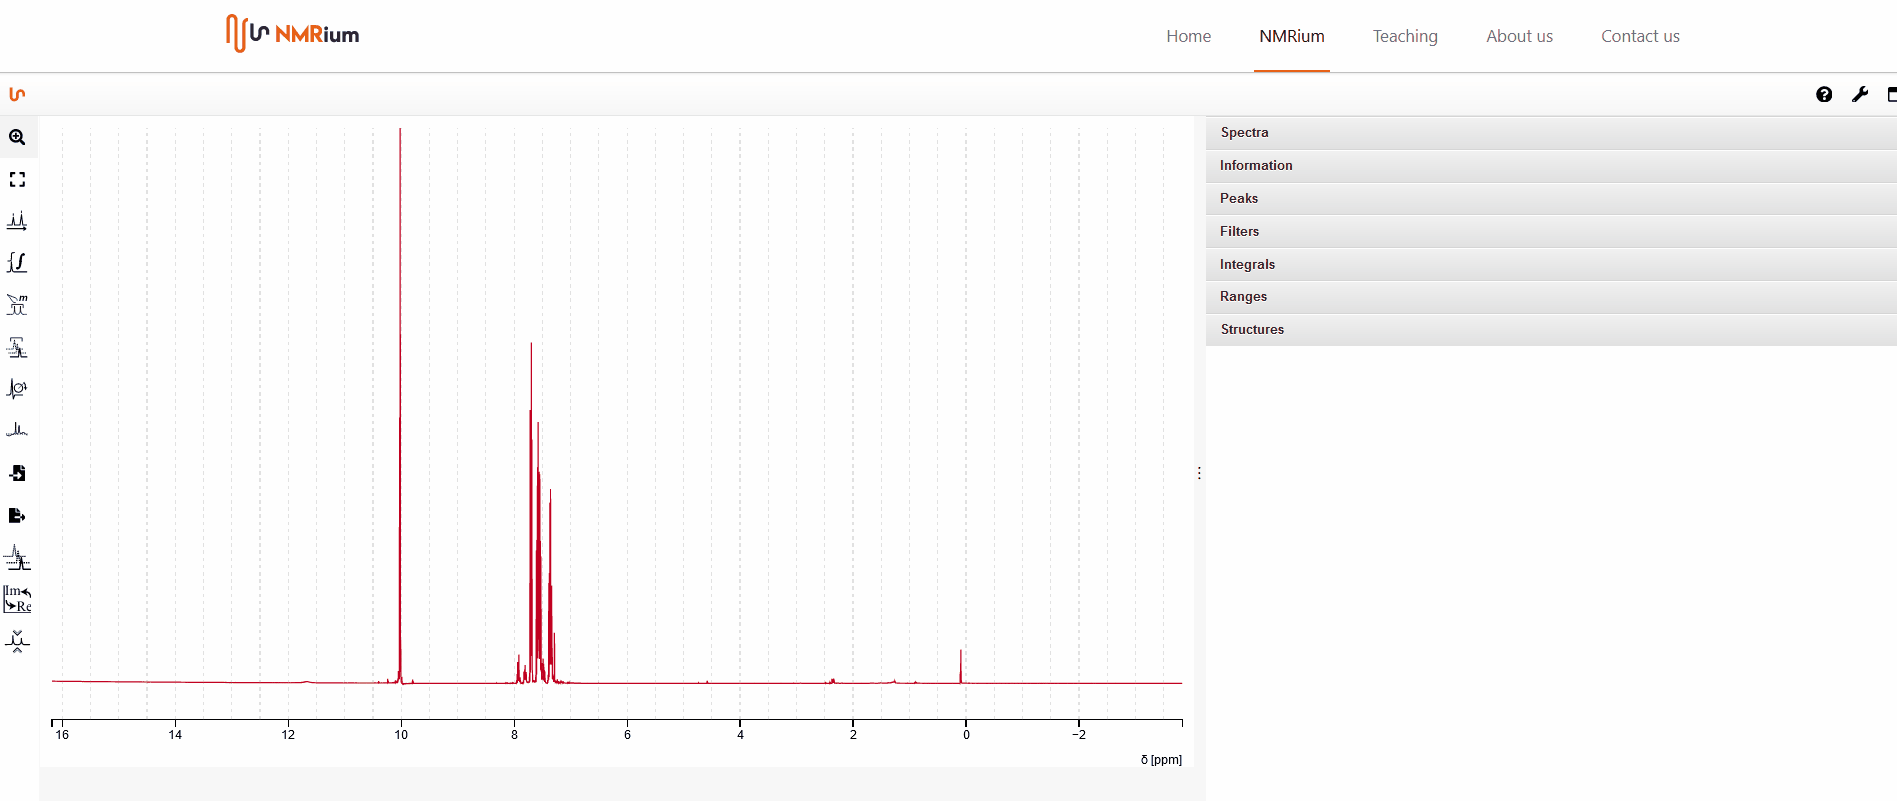 NMRium
Home
NMRium
Teaching
About us
Contact us
Spectra
Information
Peaks
Filters
Integrals
Ranges
Structures
m
Im
Re
16
14
12
10
8
6
4
2
0
−2
δ [ppm]